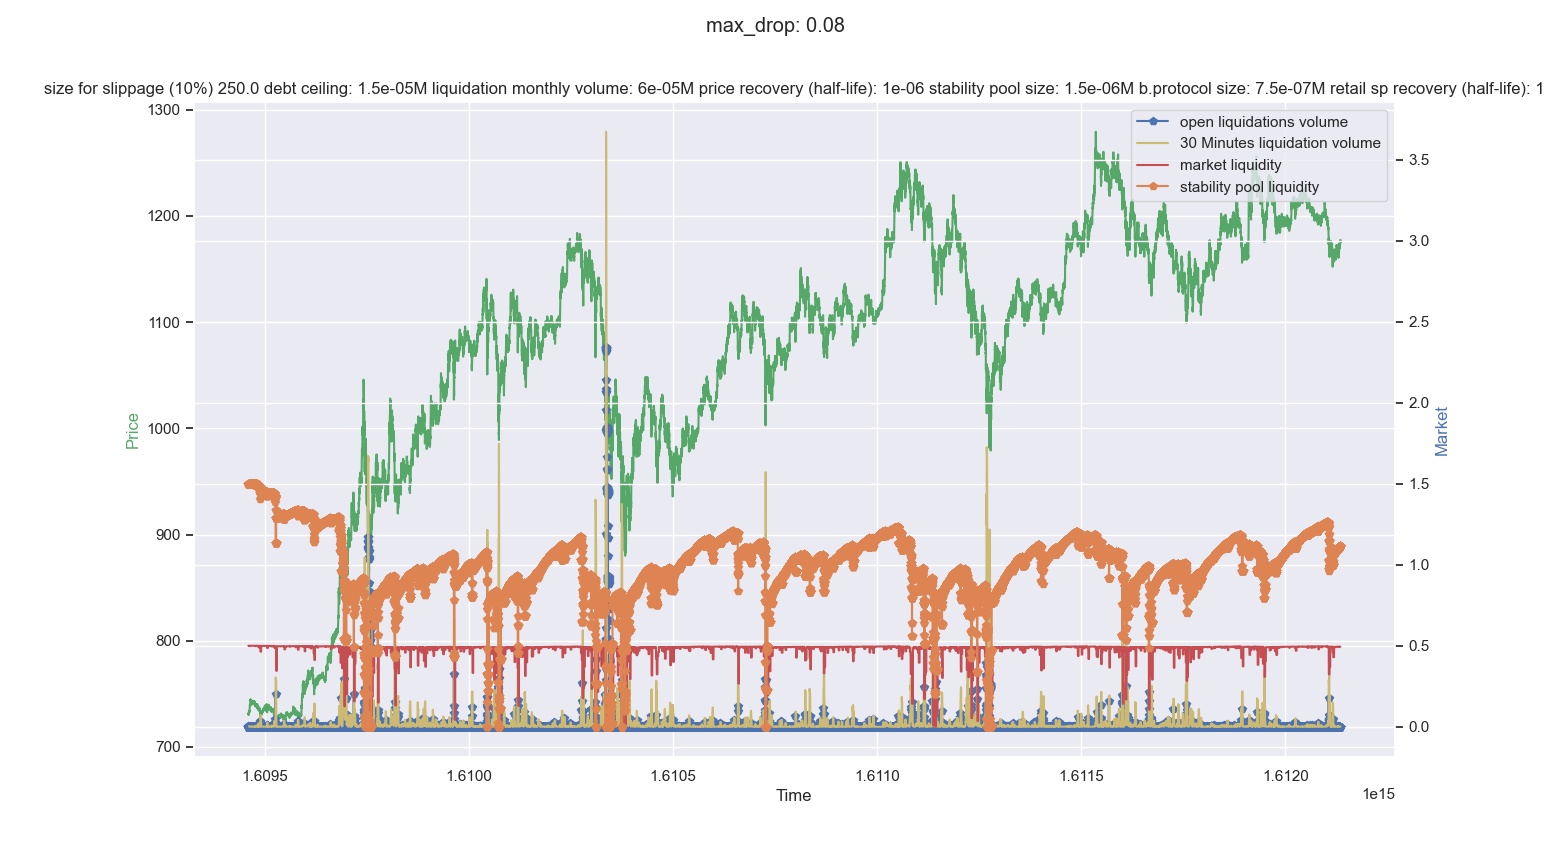 max_drop: 0.08
size for slippage (10%) 250.0 debt ceiling: 1.5e-05M liquidation monthly volume: 6e-05M price recovery (half-life): 1e-06 stability pool size: 1.5e-06M b.protocol size: 7.5e-07M retail sp recovery (half-life): 1
open liquidations volume
30 Minutes liquidation volume
market liquidity
stability pool liquidity
1300
1200
1100
1000
900
800
700
Price
3.5
3.0
2.5
2.0
1.5
1.0
0.5
0.0
Market
1.6095
1.6100
1.6105
1.6110
1.6115
1.6120
1e15
Time